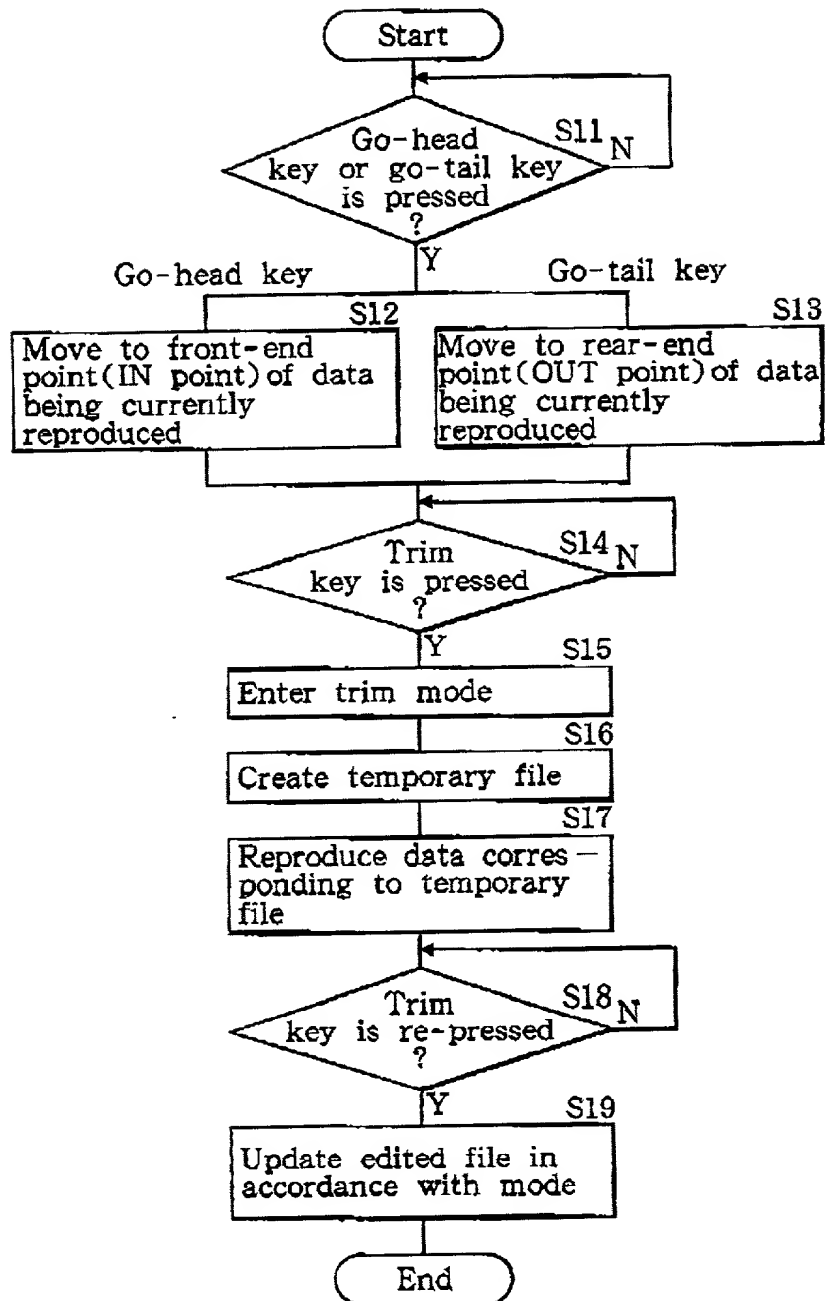 Start
S11
N
Go-head
key or go-tail key
is pressed
?
Y
Go-head key
Go-tail key
S12
Move to front-end
point(IN point) of data
being currently
reproduced
S13
Move to rear-end
point(OUT point) of data
being currently
reproduced
S14
N
Trim
key is pressed
?
Y
S15
Enter trim mode
S16
Create temporary file
S17
Reproduce data corres-
ponding to temporary
file
S18
N
Trim
key is re-pressed
?
Y
S19
Update edited file in
accordance with mode
End